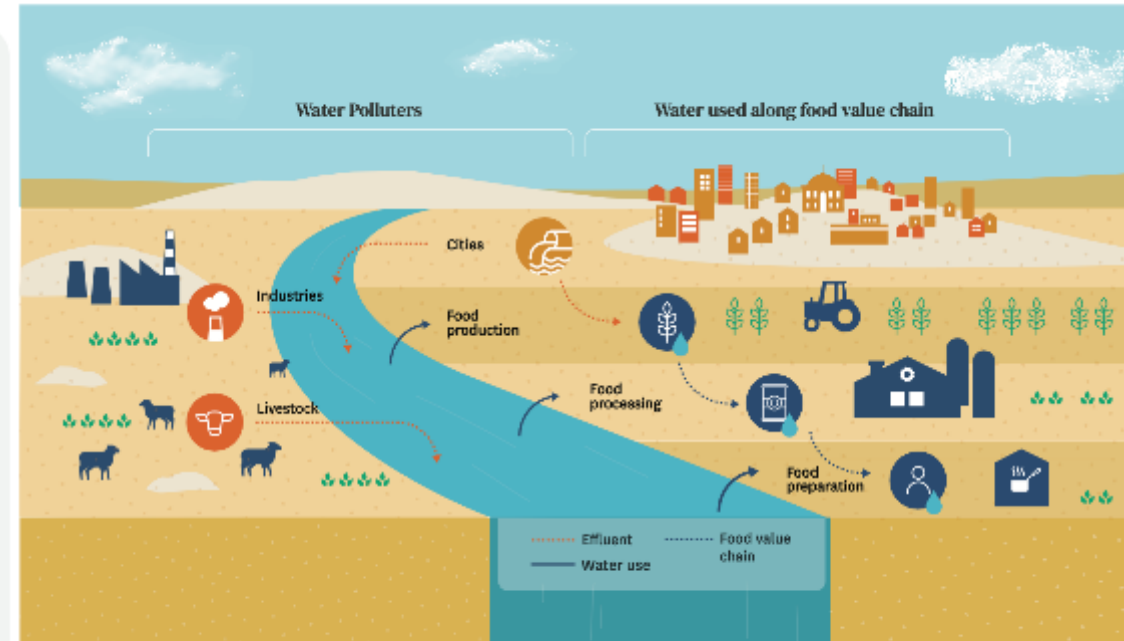 Water Polluters
Water used along food value chain
Cities
Industries
Food
production
Food
processing
Livestock
Food
preparation
Effluent
Food value
chain
Water use